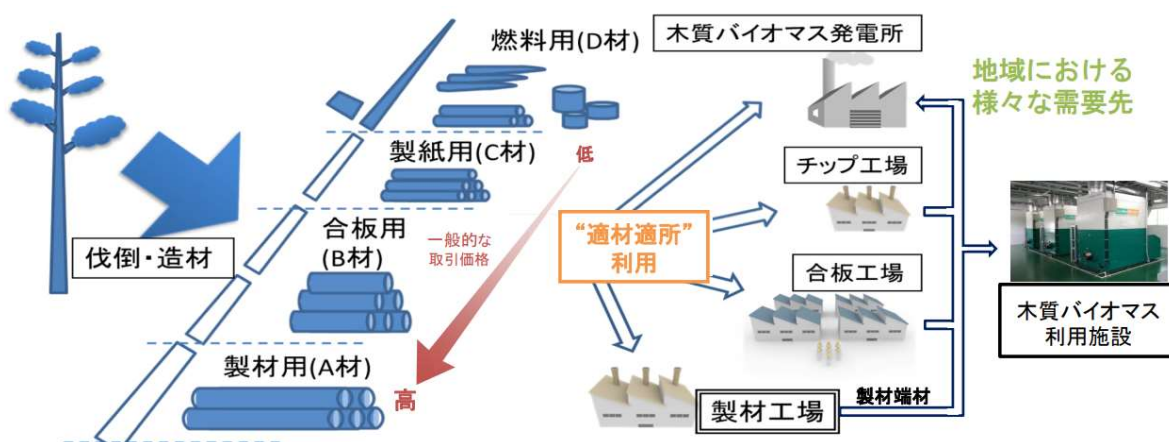 燃料用(D材)
木質バイオマス発電所
地域における
様々な需要先
製紙用(C材)
低
チップ工場
伐倒・造材
合板用
(B材)
一般的な
取引価格
“適材適所”
利用
合板工場
木質バイオマス
利用施設
製材用(A材)
高
製材工場
製材端材